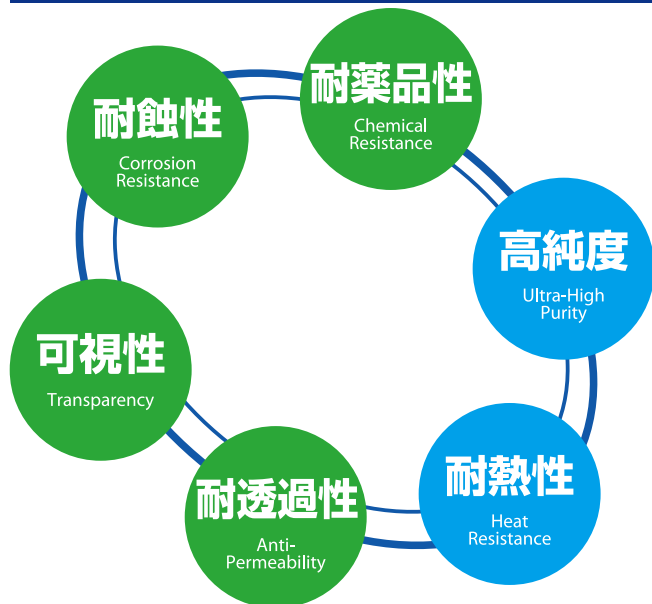 耐蝕性
Corrosion
Resistance
耐薬品性
Chemical
Resistance
高純度
Ultra-High
Purity
可視性
Transparency
耐透過性
Anti-
Permeability
耐熱性
Heat
Resistance